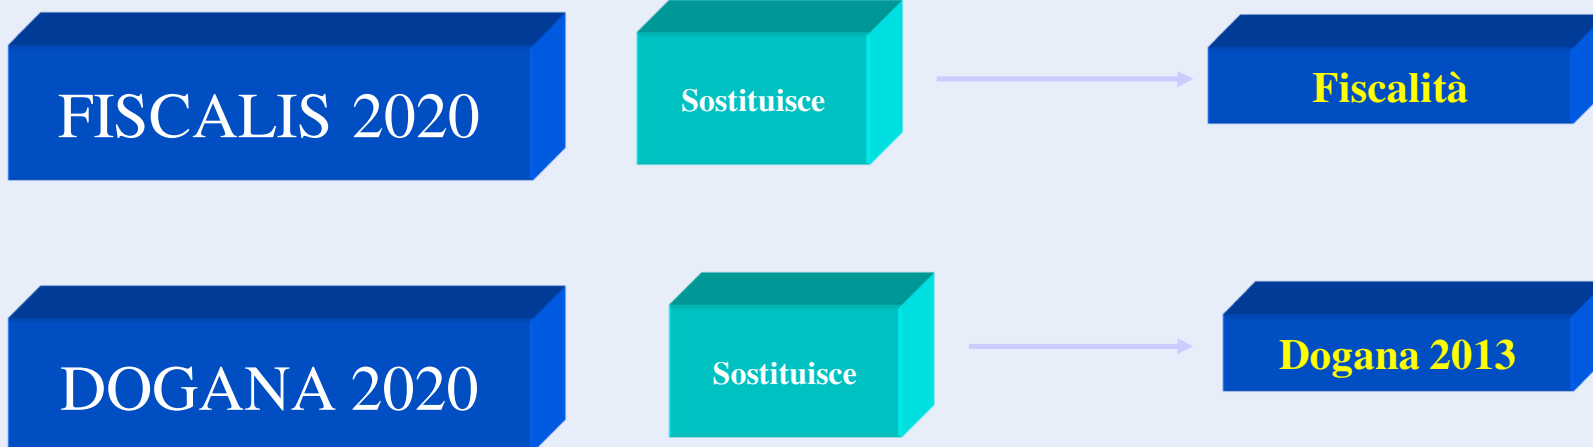 FISCALIS 2020
Sostituisce
Fiscalità
DOGANA 2020
Sostituisce
Dogana 2013